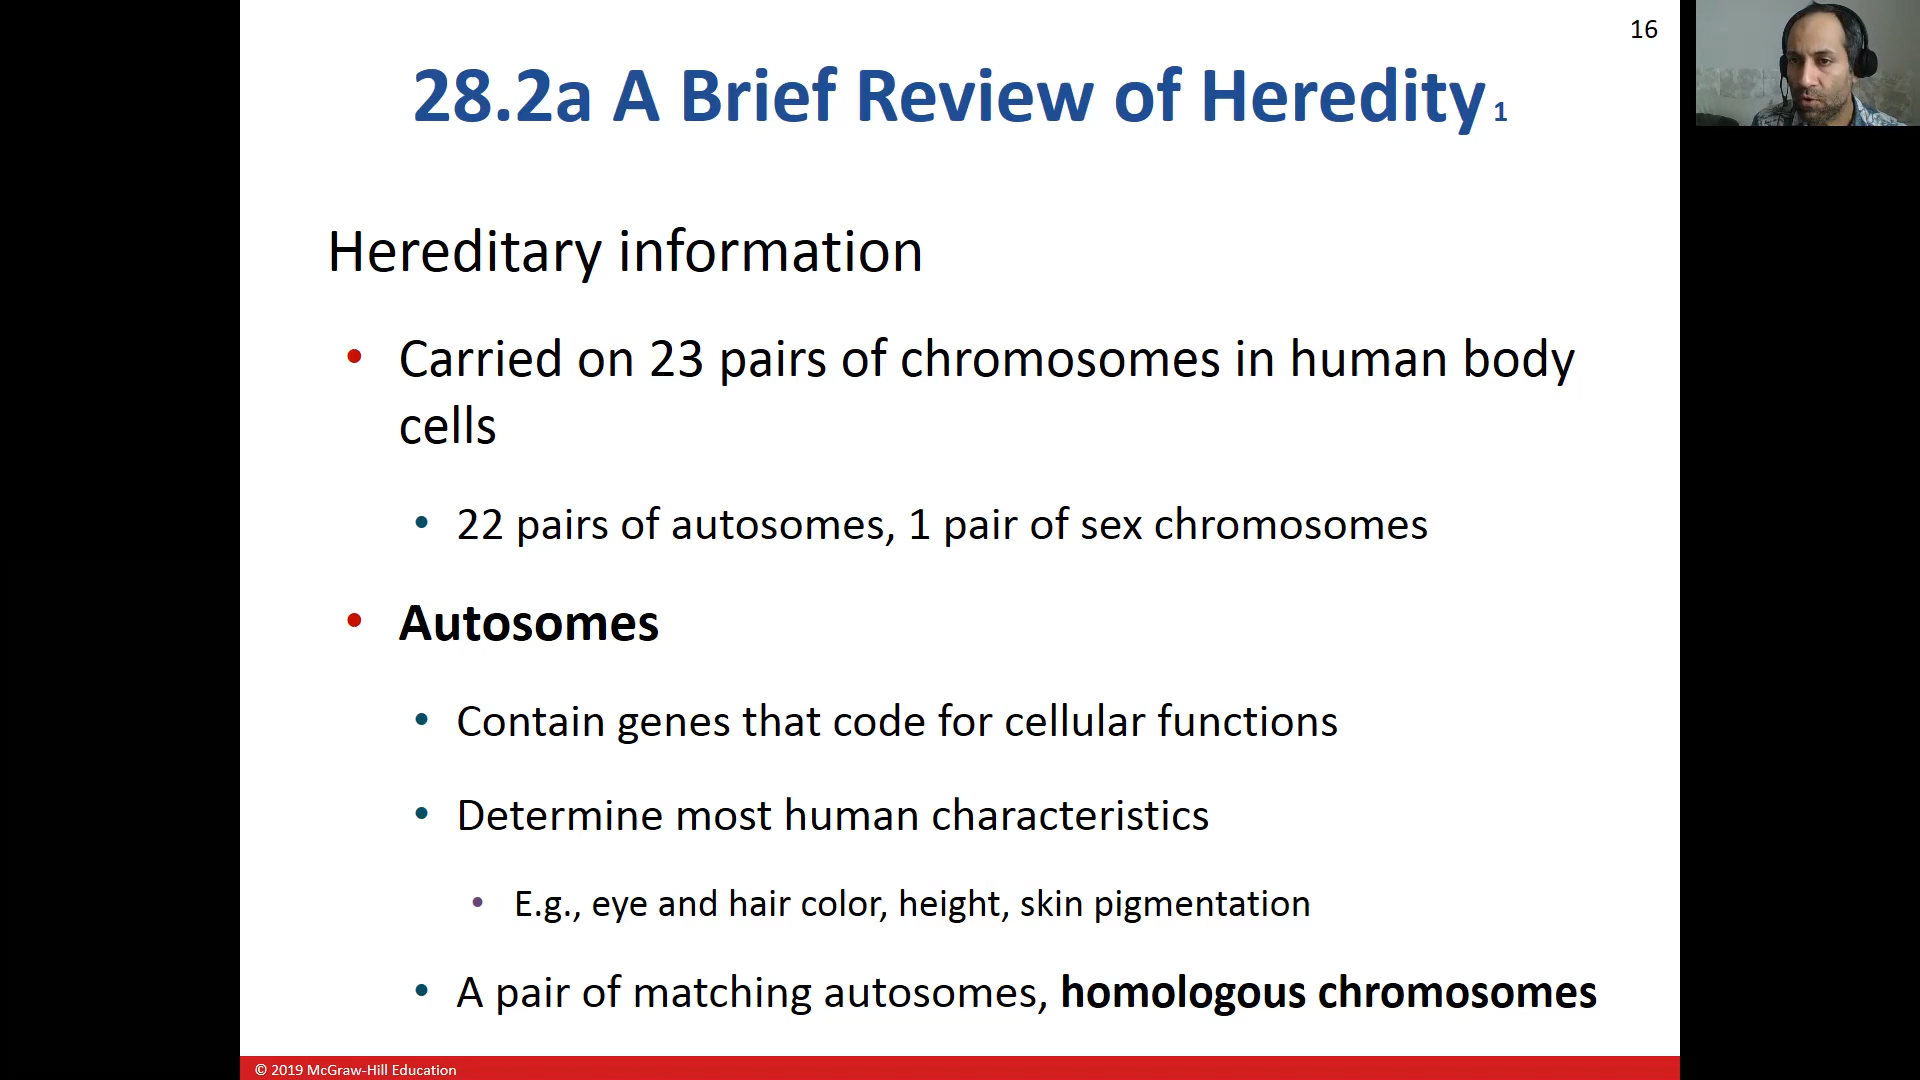 16
28.2a A Brief Review of Heredity 1
Hereditary information
• Carried on 23 pairs of chromosomes in human body
cells
• 22 pairs of autosomes, 1 pair of sex chromosomes
• Autosomes
• Contain genes that code for cellular functions
• Determine most human characteristics
• E.g., eye and hair color, height, skin pigmentation
• A pair of matching autosomes, homologous chromosomes
© 2019 McGraw-Hill Education